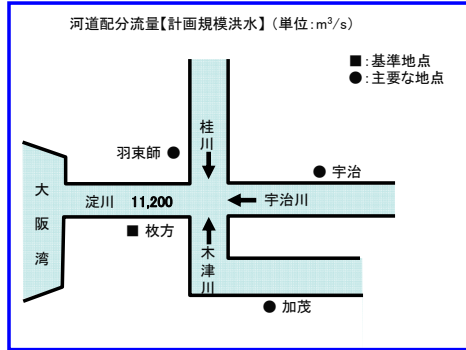 河道配分流量【計画規模洪水】（単位：m³/s）
■：基準地点
●：主要な地点
桂川
羽束師 ●
● 宇治
大阪湾
淀川 11,200
宇治川
■ 枚方
木津川
● 加茂